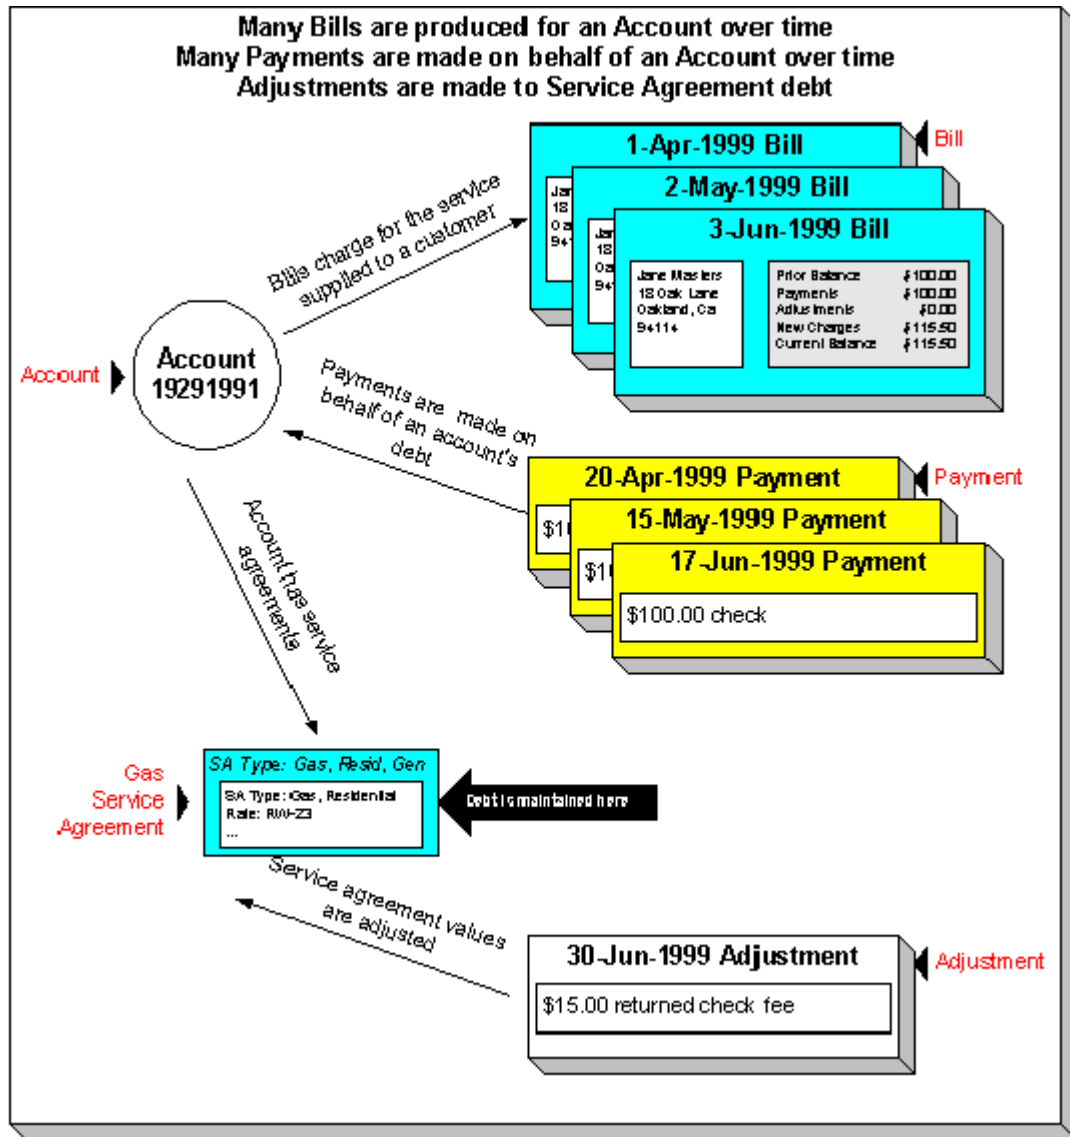 Many Bills are produced for an Account over time
Many Payments are made on behalf of an Account over time
Adjustments are made to Service Agreement debt
1-Apr-1999 Bill
Bill
2-May-1999 Bill
3-Jun-1999 Bill
Jane Masters
18 Oak Lane
Oakland, Ca
94114
Prior Balance $100.00
Payments $100.00
Adjustments $0.00
New Charges $115.50
Current Balance $115.50
Bills charge for the service
supplied to a customer
Account
Account
19291991
Payments are made on
behalf of an account's
debt
20-Apr-1999 Payment
Payment
15-May-1999 Payment
17-Jun-1999 Payment
$100.00 check
Account has service
agreements
Gas
Service
Agreement
SA Type: Gas, Resid, Gen
SA Type: Gas, Residential
Rate: RW-23
...
Debt is maintained here
Service agreement values
are adjusted
30-Jun-1999 Adjustment
Adjustment
$15.00 returned check fee